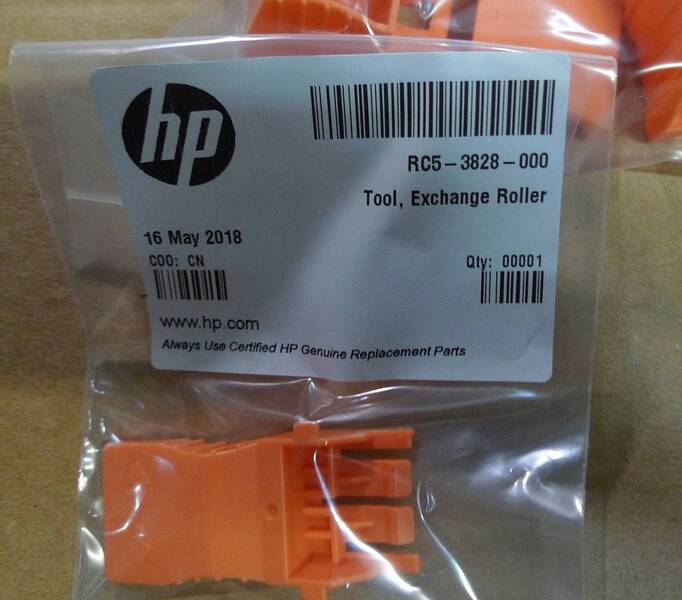 hp
RC5-3828-000
Tool, Exchange Roller
16 May 2018
COO: CN
Qty: 00001
www.hp.com
Always Use Certified HP Genuine Replacement Parts